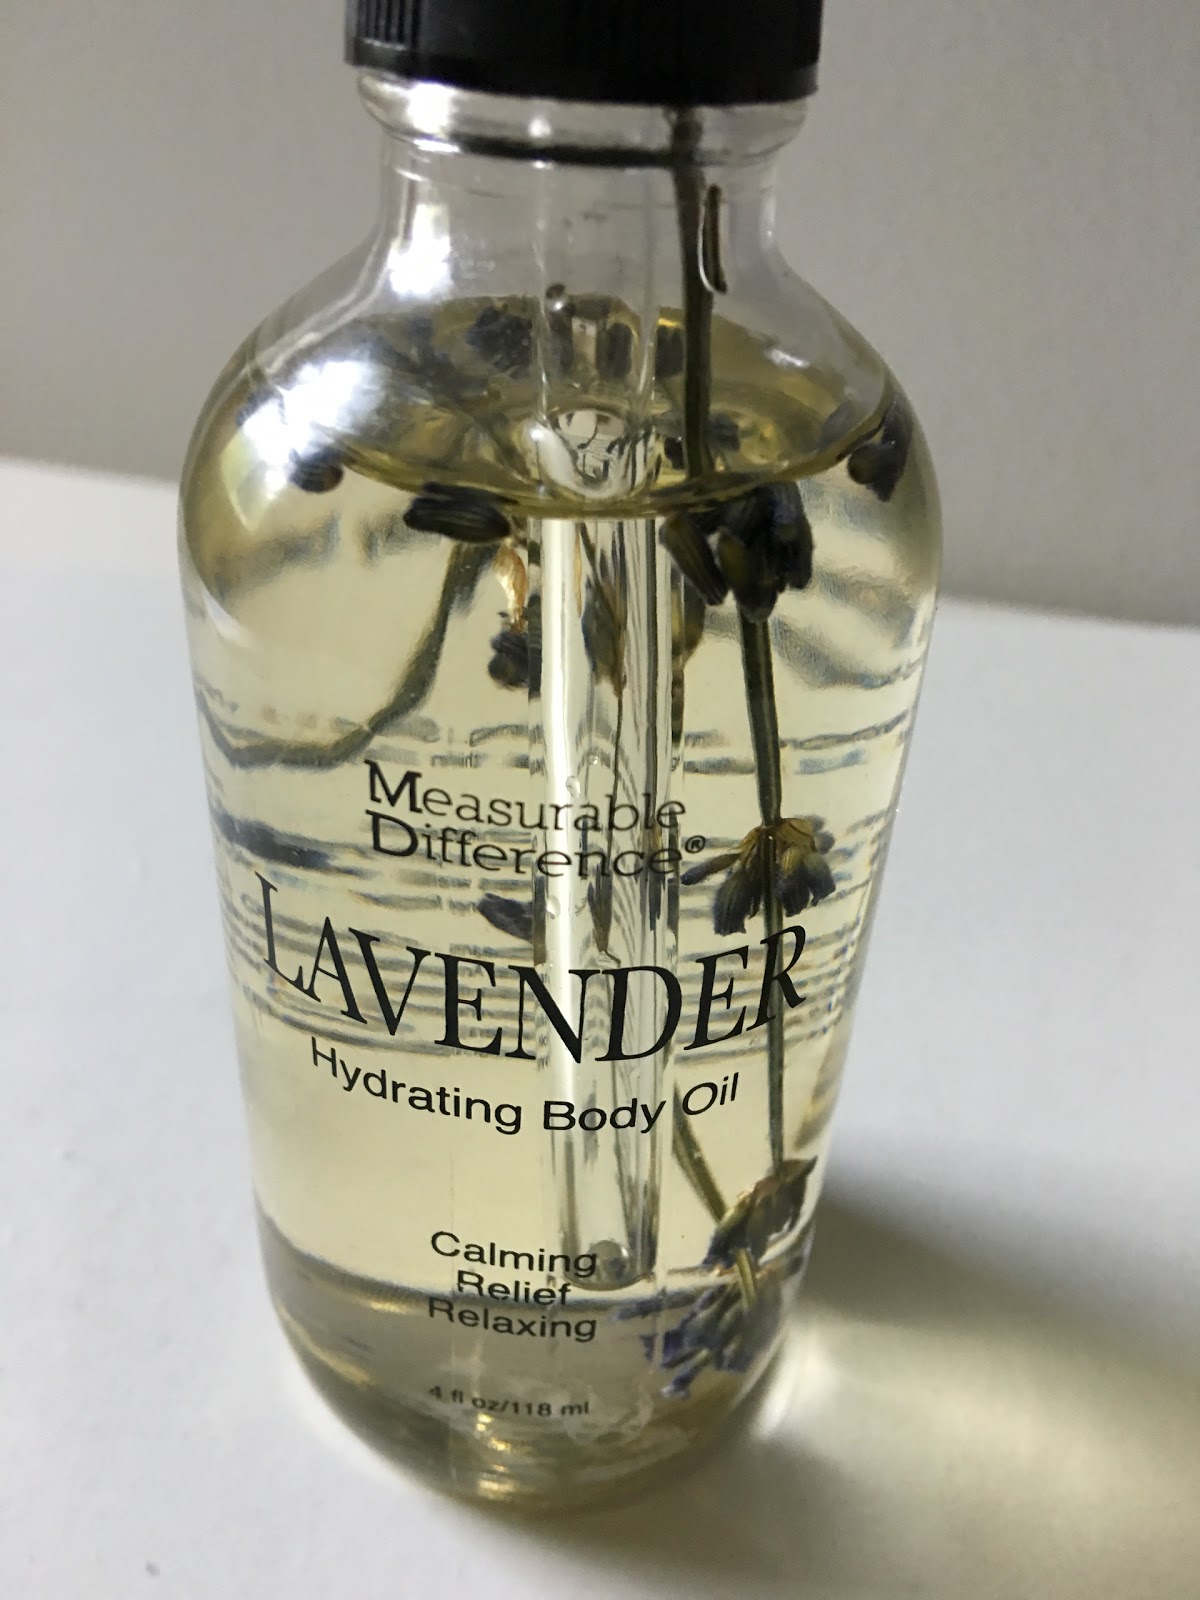 Measurable
Difference®
LAVENDER
Hydrating Body Oil
Calming
Relief
Relaxing
4 fl oz/118 ml